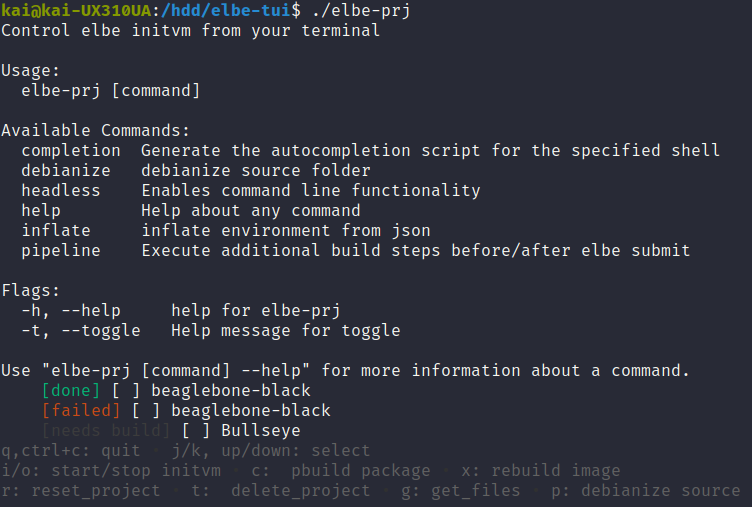 kai@kai-UX310UA:/hdd/elbe-tui$ ./elbe-prj
Control elbe initvm from your terminal
Usage:
elbe-prj [command]
Available Commands:
completion  Generate the autocompletion script for the specified shell
debianize   debianize source folder
headless    Enables command line functionality
help        Help about any command
inflate     inflate environment from json
pipeline    Execute additional build steps before/after elbe submit
Flags:
-h, --help     help for elbe-prj
-t, --toggle   Help message for toggle
Use "elbe-prj [command] --help" for more information about a command.
[done] [ ] beaglebone-black
[failed] [ ] beaglebone-black
[needs build] [ ] Bullseye
q,ctrl+c: quit · j/k, up/down: select
i/o: start/stop initvm · c:  pbuild package · x: rebuild image
r: reset_project · t:  delete_project · g: get_files · p: debianize source